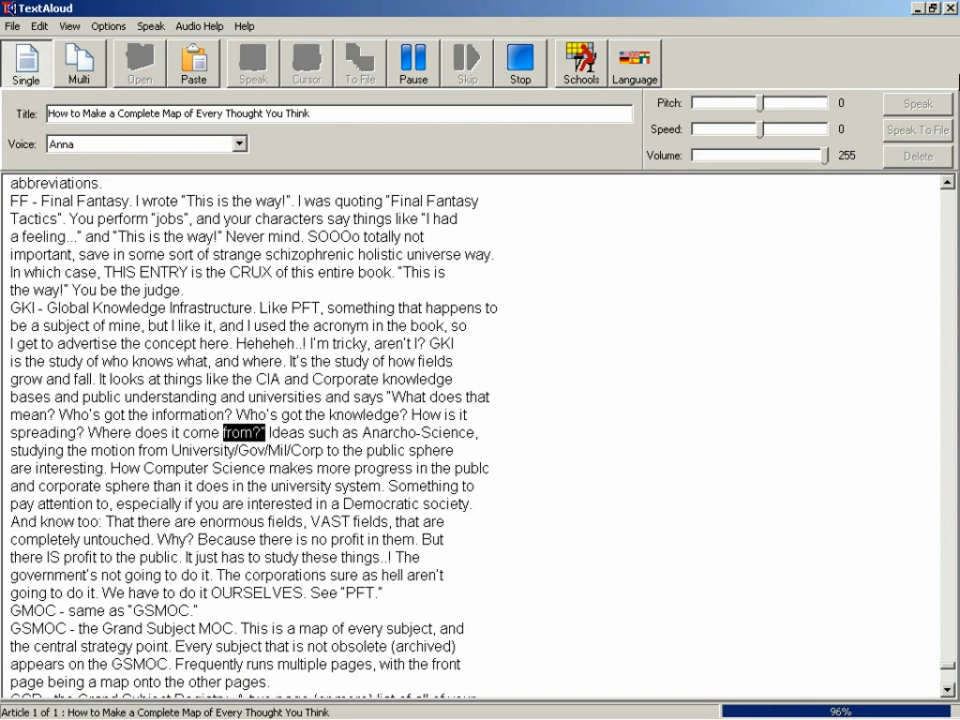 TextAloud
File Edit View Options Speak Audio Help Help
Single Multi Open Paste Speak Cursor To File Pause Skip Stop Schools Language
Title: How to Make a Complete Map of Every Thought You Think
Voice: Anna
Pitch: 0 Speak
Speed: 0 Speak To File
Volume: 255 Delete
abbreviations.
FF - Final Fantasy. I wrote "This is the way!". I was quoting "Final Fantasy
Tactics". You perform "jobs", and your characters say things like "I had
a feeling..." and "This is the way!" Never mind. SOOOo totally not
important, save in some sort of strange schizophrenic holistic universe way.
In which case, THIS ENTRY is the CRUX of this entire book. "This is
the way!" You be the judge.
GKI - Global Knowledge Infrastructure. Like PFT, something that happens to
be a subject of mine, but I like it, and I used the acronym in the book, so
I get to advertise the concept here. Heheheh..! I'm tricky, aren't I? GKI
is the study of who knows what, and where. It's the study of how fields
grow and fall. It looks at things like the CIA and Corporate knowledge
bases and public understanding and universities and says "What does that
mean? Who's got the information? Who's got the knowledge? How is it
spreading? Where does it come from?" Ideas such as Anarcho-Science,
studying the motion from University/Gov/Mil/Corp to the public sphere
are interesting. How Computer Science makes more progress in the publc
and corporate sphere than it does in the university system. Something to
pay attention to, especially if you are interested in a Democratic society.
And know too: That there are enormous fields, VAST fields, that are
completely untouched. Why? Because there is no profit in them. But
there IS profit to the public. It just has to study these things..! The
government's not going to do it. The corporations sure as hell aren't
going to do it. We have to do it OURSELVES. See "PFT."
GMOC - same as "GSMOC."
GSMOC - the Grand Subject MOC. This is a map of every subject, and
the central strategy point. Every subject that is not obsolete (archived)
appears on the GSMOC. Frequently runs multiple pages, with the front
page being a map onto the other pages.
Article 1 of 1 : How to Make a Complete Map of Every Thought You Think 96%